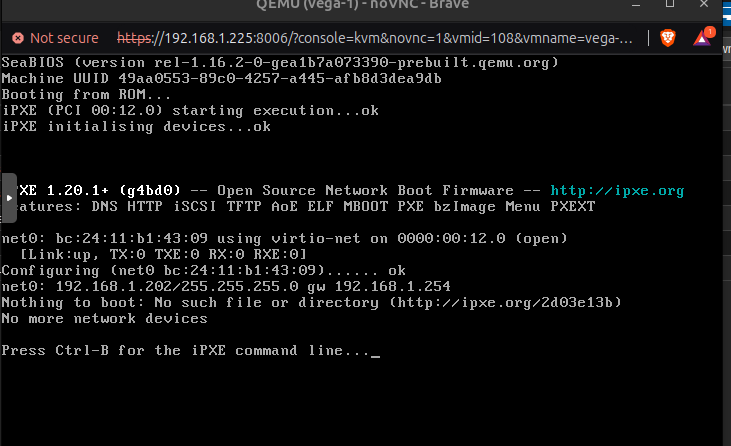 QEMU (vega-1) - noVNC - Brave
Not secure https://192.168.1.225:8006/?console=kvm&novnc=1&vmid=108&vmname=vega-... 1
SeaBIOS (version rel-1.16.2-0-gea1b7a073390-prebuilt.qemu.org)
Machine UUID 49aa0553-89c0-4257-a445-afb8d3dea9db
Booting from ROM...
iPXE (PCI 00:12.0) starting execution...ok
iPXE initialising devices...ok
PXE 1.20.1+ (g4bd0) -- Open Source Network Boot Firmware -- http://ipxe.org
eatures: DNS HTTP iSCSI TFTP AoE ELF MBOOT PXE bzImage Menu PXEXT
net0: bc:24:11:b1:43:09 using virtio-net on 0000:00:12.0 (open)
[Link:up, TX:0 TXE:0 RX:0 RXE:0]
Configuring (net0 bc:24:11:b1:43:09)...... ok
net0: 192.168.1.202/255.255.255.0 gw 192.168.1.254
Nothing to boot: No such file or directory (http://ipxe.org/2d03e13b)
No more network devices
Press Ctrl-B for the iPXE command line..._